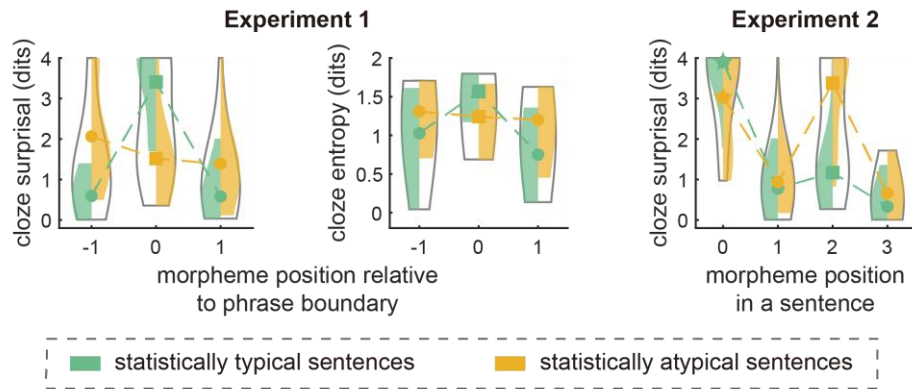 Experiment 1
Experiment 2
cloze surprisal (dits)
4
3
2
1
0
-1 0 1
cloze entropy (dits)
2
1.5
1
0.5
0
-1 0 1
morpheme position relative
to phrase boundary
cloze surprisal (dits)
4
3
2
1
0
0 1 2 3
morpheme position
in a sentence
statistically typical sentences
statistically atypical sentences